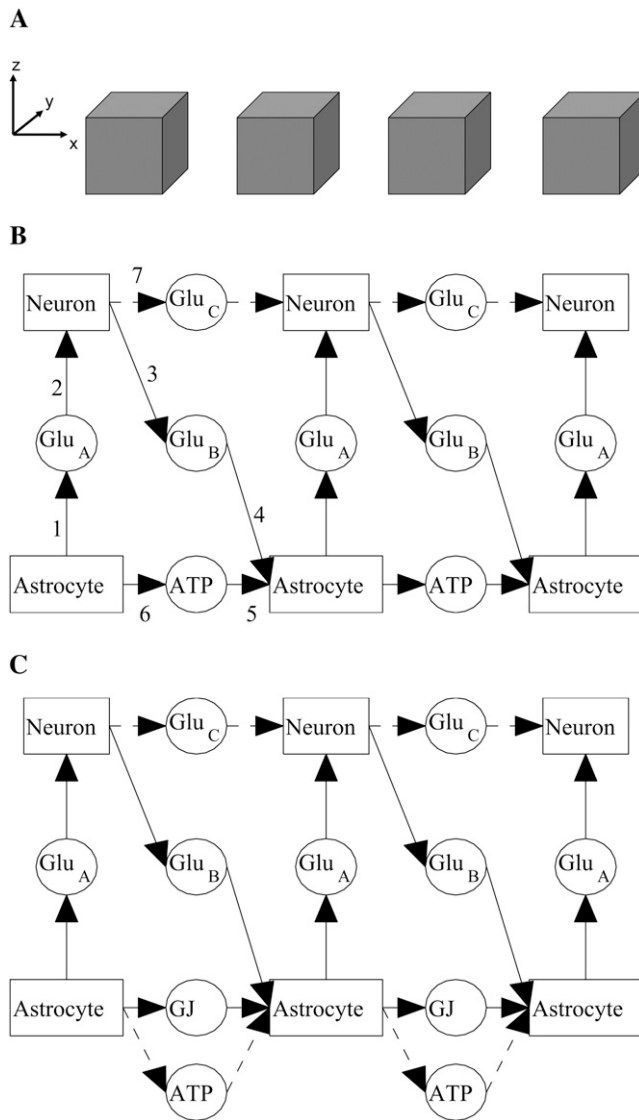 A
z
y
x
B
7
Neuron Glu C Neuron Glu C Neuron
2 3
Glu A Glu B Glu A Glu B Glu A
1 4
Astrocyte ATP Astrocyte ATP Astrocyte
6 5
C
Neuron Glu C Neuron Glu C Neuron
Glu A Glu B Glu A Glu B Glu A
Astrocyte GJ Astrocyte GJ Astrocyte
ATP ATP